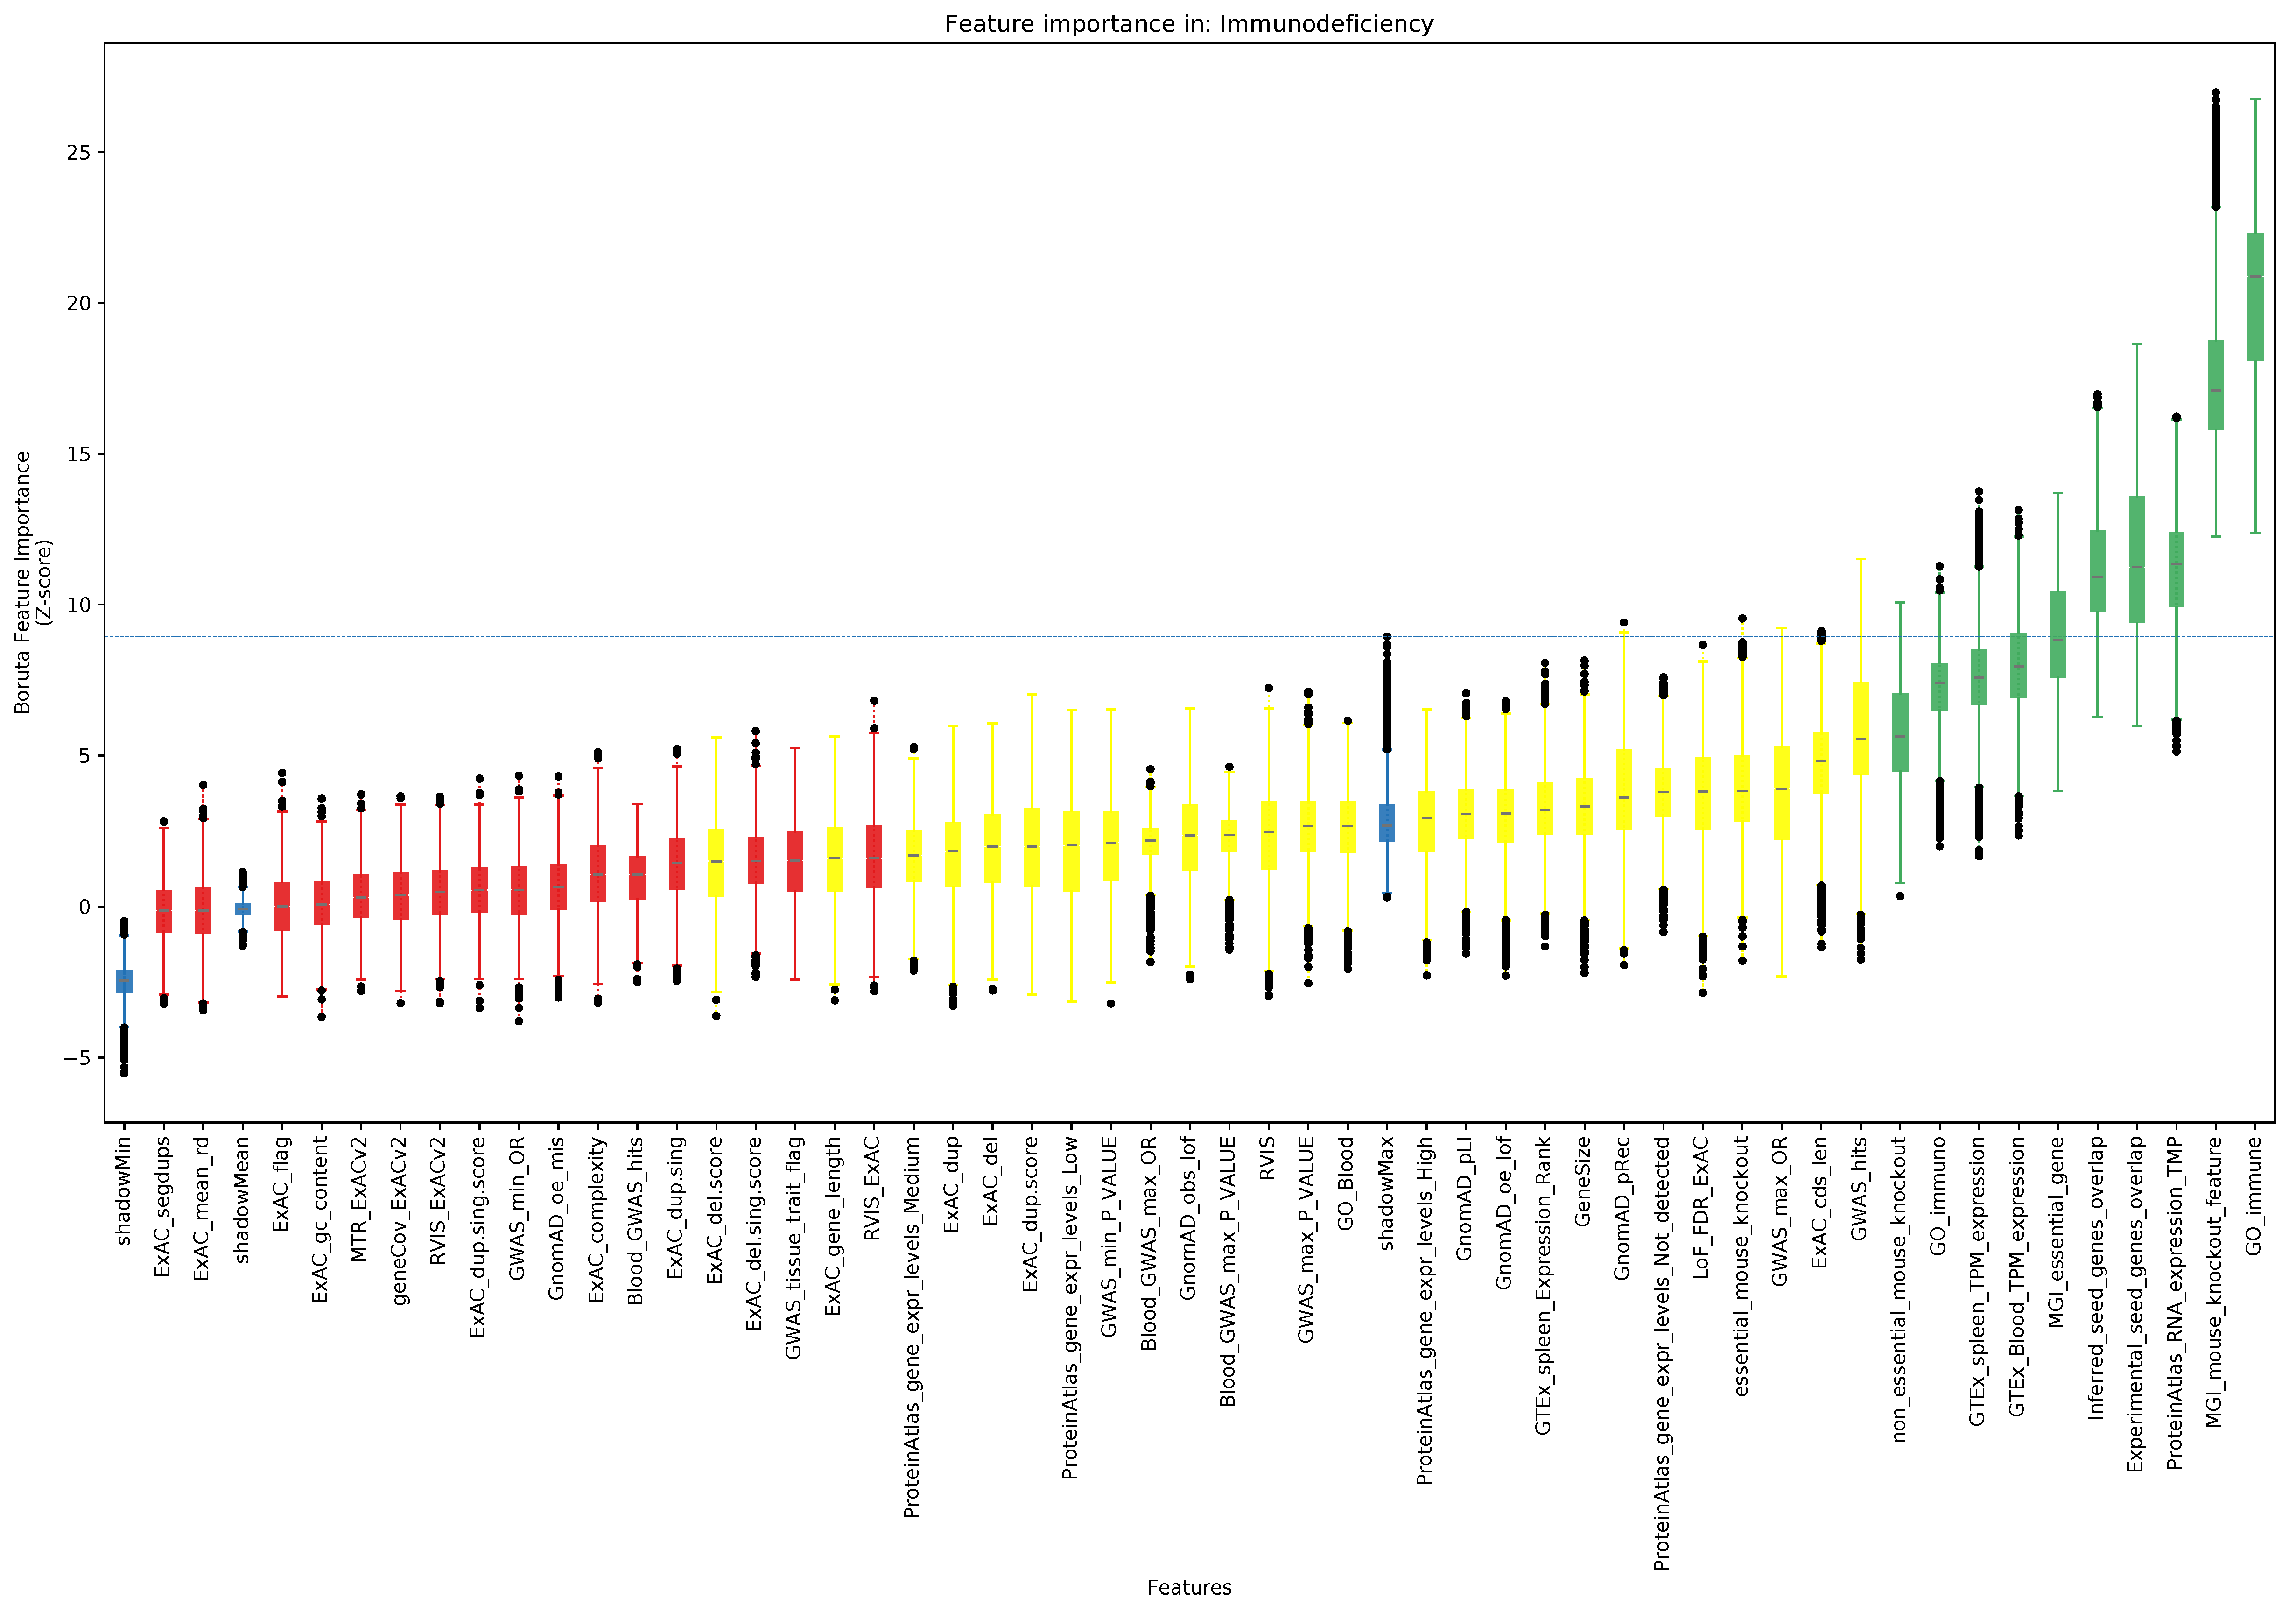 Feature importance in: Immunodeficiency
Boruta Feature Importance
(Z-score)
25
20
15
10
5
0
−5
shadowMin
ExAC_segdups
ExAC_mean_rd
shadowMean
ExAC_flag
ExAC_gc_content
MTR_ExACv2
geneCov_ExACv2
RVIS_ExACv2
ExAC_dup.sing.score
GWAS_min_OR
GnomAD_oe_mis
ExAC_complexity
Blood_GWAS_hits
ExAC_dup.sing
ExAC_del.score
ExAC_del.sing.score
GWAS_tissue_trait_flag
ExAC_gene_length
RVIS_ExAC
ProteinAtlas_gene_expr_levels_Medium
ExAC_dup
ExAC_del
ExAC_dup.score
ProteinAtlas_gene_expr_levels_Low
GWAS_min_P_VALUE
Blood_GWAS_max_OR
GnomAD_obs_lof
Blood_GWAS_max_P_VALUE
RVIS
GWAS_max_P_VALUE
GO_Blood
shadowMax
ProteinAtlas_gene_expr_levels_High
GnomAD_pLI
GnomAD_oe_lof
GTEx_spleen_Expression_Rank
GeneSize
GnomAD_pRec
ProteinAtlas_gene_expr_levels_Not_detected
LoF_FDR_ExAC
essential_mouse_knockout
GWAS_max_OR
ExAC_cds_len
GWAS_hits
non_essential_mouse_knockout
GO_immuno
GTEx_spleen_TPM_expression
GTEx_Blood_TPM_expression
MGI_essential_gene
Inferred_seed_genes_overlap
Experimental_seed_genes_overlap
ProteinAtlas_RNA_expression_TMP
MGI_mouse_knockout_feature
GO_immune
Features